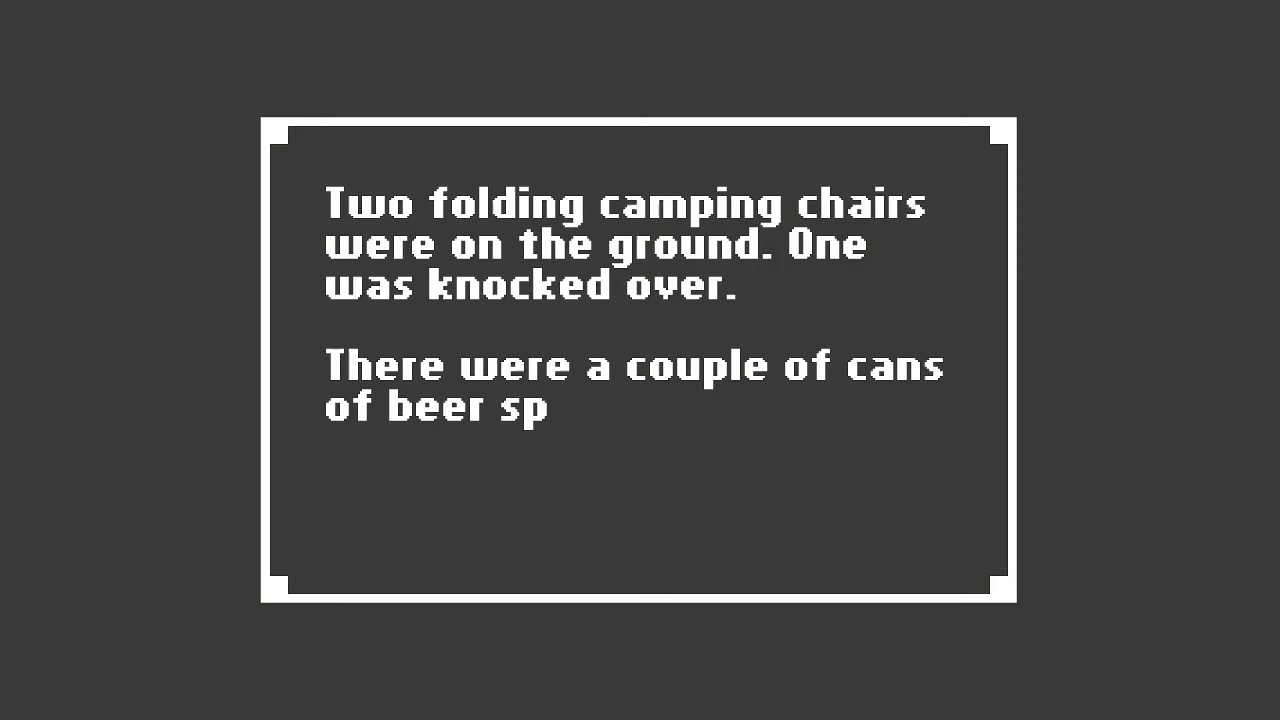 Two folding camping chairs
were on the ground. One
was knocked over.
There were a couple of cans
of beer sp